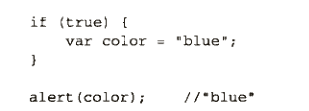 if (true) {
    var color = "blue";
}
alert(color);     //"blue"